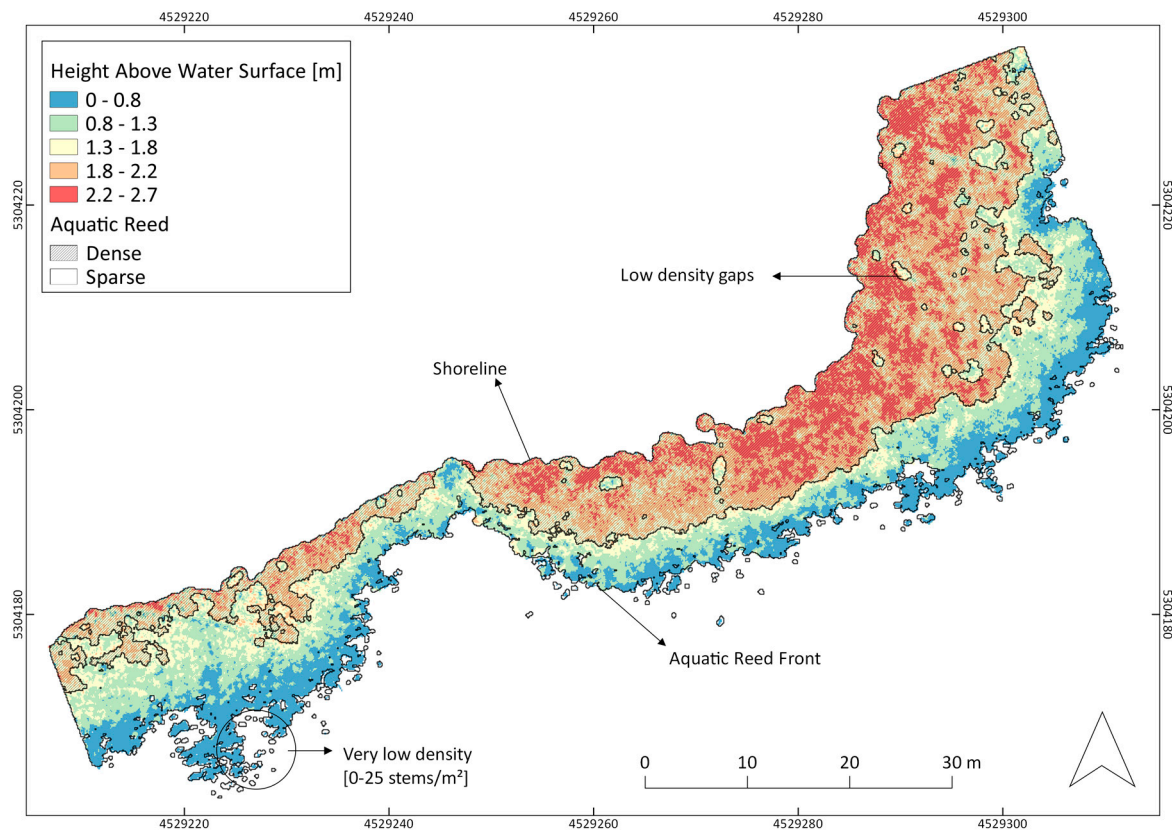 4529220 4529240 4529260 4529280 4529300
Height Above Water Surface [m]
0 - 0.8
0.8 - 1.3
1.3 - 1.8
1.8 - 2.2
2.2 - 2.7
Aquatic Reed
Dense
Sparse
5304220 5304220
Low density gaps
Shoreline
5304200 5304200
5304180 5304180
Aquatic Reed Front
Very low density
[0-25 stems/m²]
0 10 20 30 m
4529220 4529240 4529260 4529280 4529300